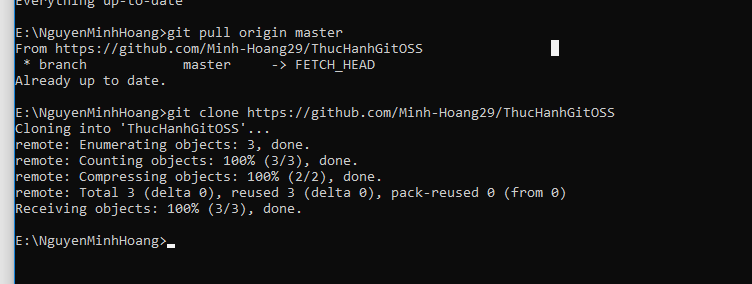 Everything up-to-date
E:\NguyenMinhHoang>git pull origin master
From https://github.com/Minh-Hoang29/ThucHanhGitOSS
 * branch            master     -> FETCH_HEAD
Already up to date.
E:\NguyenMinhHoang>git clone https://github.com/Minh-Hoang29/ThucHanhGitOSS
Cloning into 'ThucHanhGitOSS'...
remote: Enumerating objects: 3, done.
remote: Counting objects: 100% (3/3), done.
remote: Compressing objects: 100% (2/2), done.
remote: Total 3 (delta 0), reused 3 (delta 0), pack-reused 0 (from 0)
Receiving objects: 100% (3/3), done.
E:\NguyenMinhHoang>